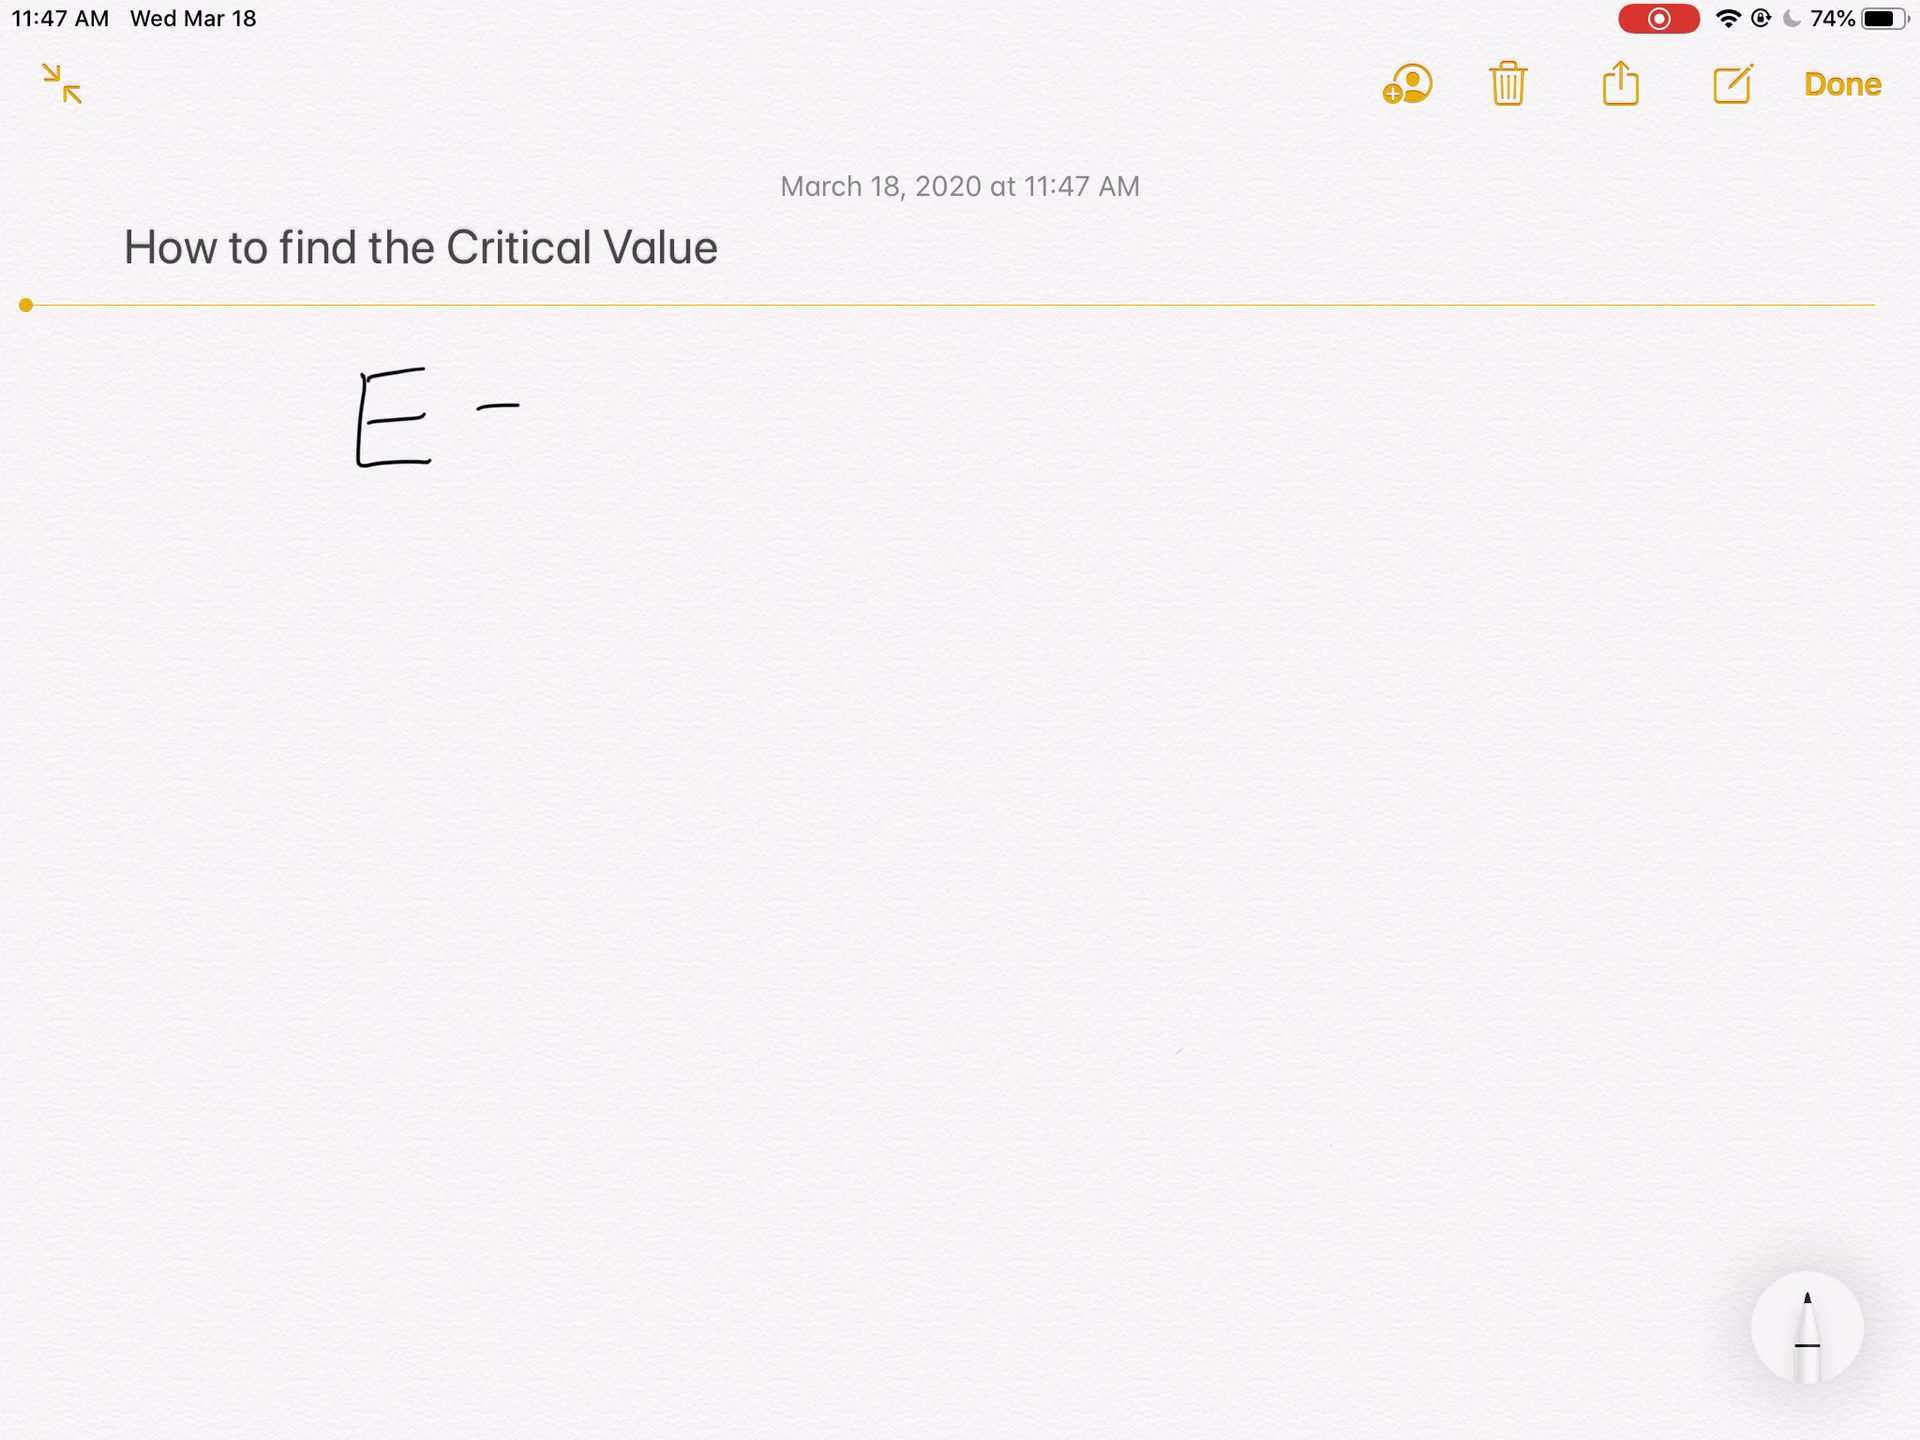 11:47 AM Wed Mar 18 74%
Done
March 18, 2020 at 11:47 AM
How to find the Critical Value
E -